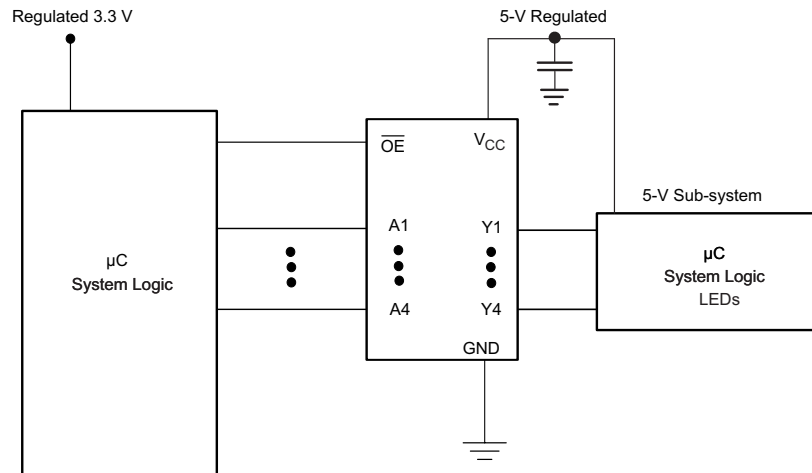 Regulated 3.3 V
5-V Regulated
OE
VCC
5-V Sub-system
A1
Y1
µC
System Logic
µC
System Logic
LEDs
A4
Y4
GND